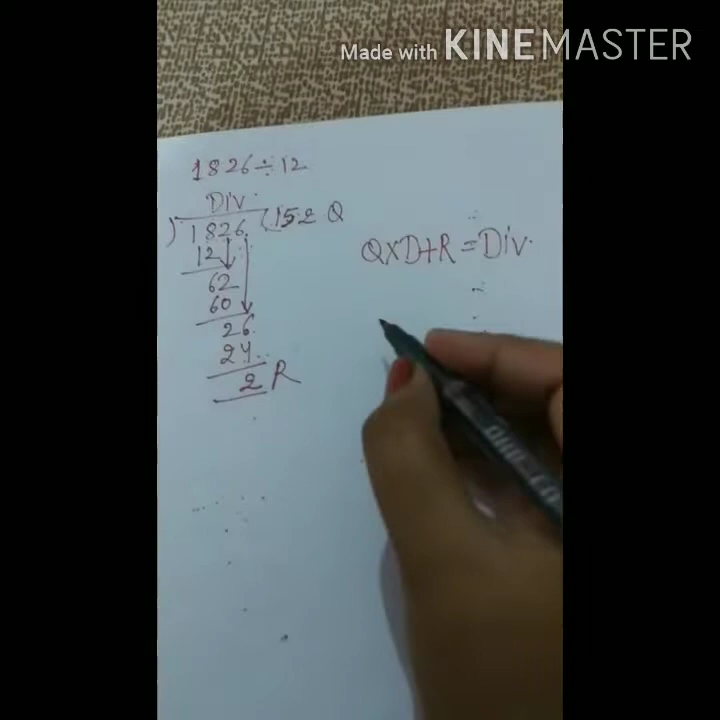 Made with KINEMASTER
1826÷12
Div.
)1826(152 Q
12
62
60
26
24
2 R
Q×D+R=Div.